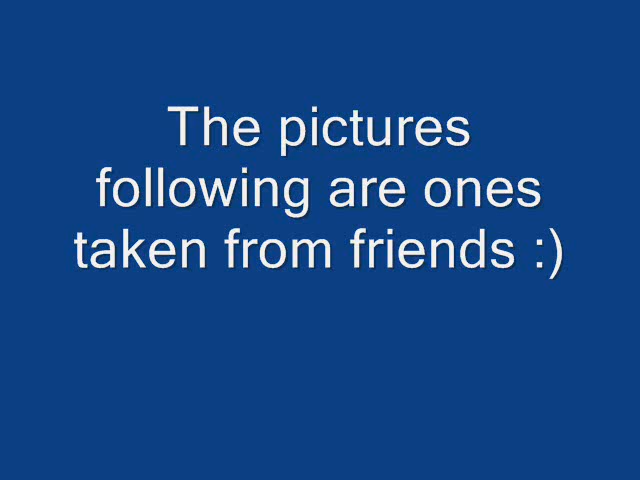 The pictures
following are ones
taken from friends :)